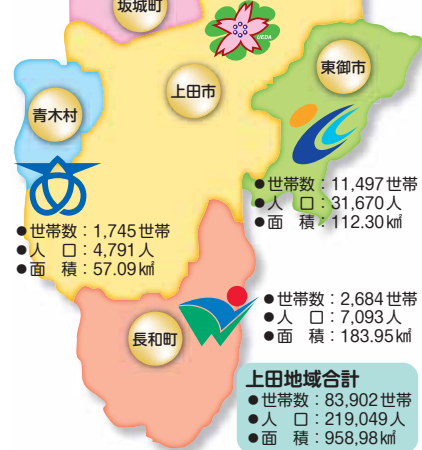 坂城町
UEDA
上田市
東御市
青木村
●世帯数：11,497世帯
●人　口：31,670人
●面　積：112.30㎢
●世帯数：1,745世帯
●人　口：4,791人
●面　積：57.09㎢
●世帯数：2,684世帯
●人　口：7,093人
●面　積：183.95㎢
長和町
上田地域合計
●世帯数：83,902世帯
●人　口：219,049人
●面　積：958,98㎢